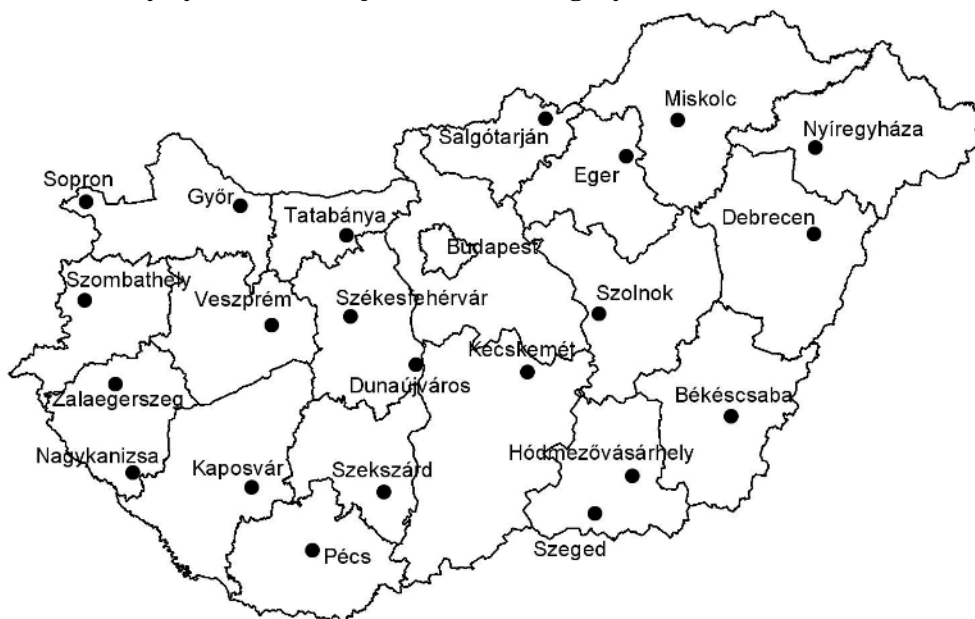 Miskolc
Salgótarján
Nyíregyháza
Eger
Sopron
Győr
Tatabánya
Debrecen
Budapest
Szombathely
Veszprém
Székesfehérvár
Szolnok
Kecskemét
Dunaújváros
Zalaegerszeg
Békéscsaba
Nagykanizsa
Kaposvár
Szekszárd
Hódmezővásárhely
Szeged
Pécs